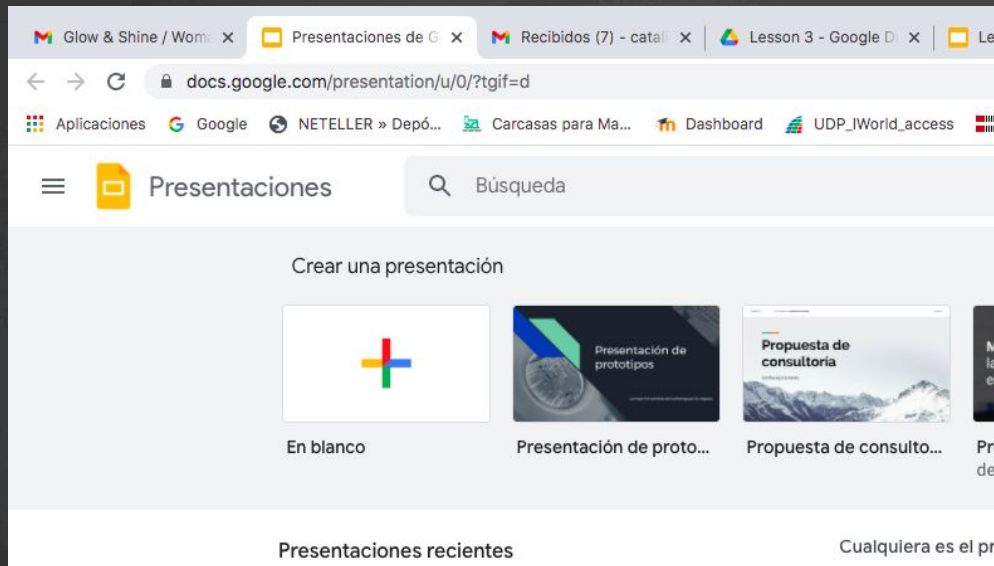 Glow & Shine / Wom
Presentaciones de G
Recibidos (7) - catali
Lesson 3 - Google D
Le
docs.google.com/presentation/u/0/?tgif=d
Aplicaciones
Google
NETELLER » Depó...
Carcasas para Ma...
Dashboard
UDP_IWorld_access
Presentaciones
Búsqueda
Crear una presentación
Presentación de
prototipos
Propuesta de
consultoría
En blanco
Presentación de proto...
Propuesta de consulto...
Pr
de
Presentaciones recientes
Cualquiera es el pr